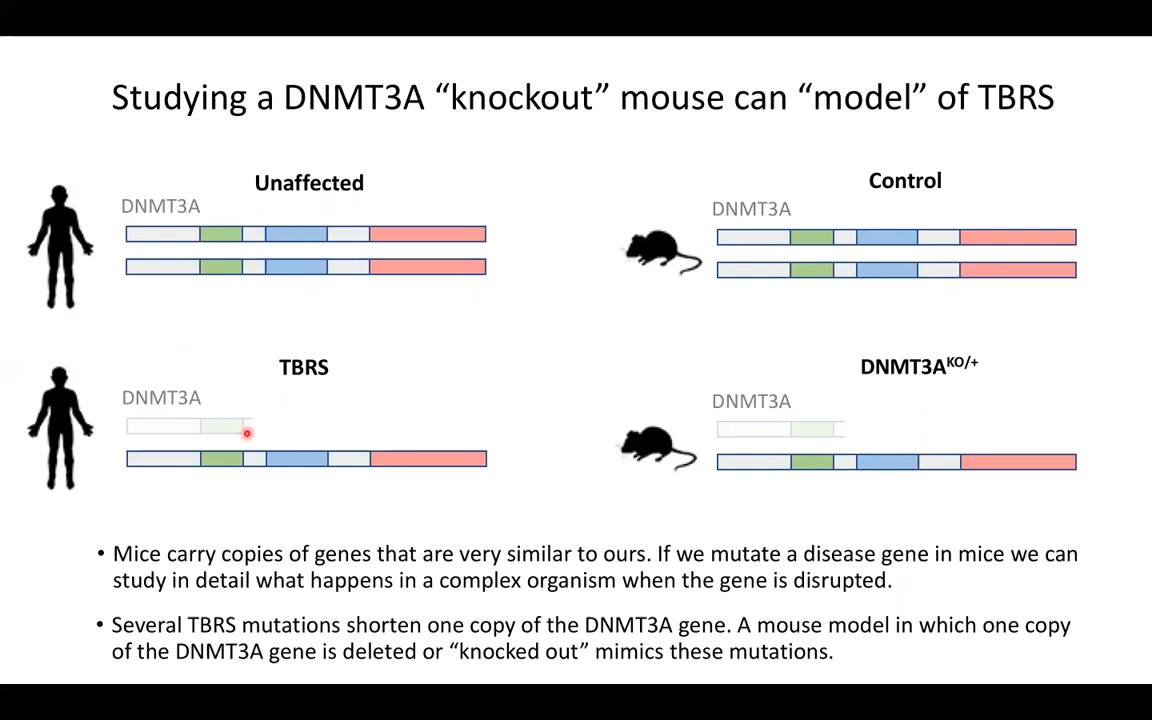 Studying a DNMT3A “knockout” mouse can “model” of TBRS
Unaffected
DNMT3A
Control
DNMT3A
TBRS
DNMT3A
DNMT3AKO/+
DNMT3A
• Mice carry copies of genes that are very similar to ours. If we mutate a disease gene in mice we can
study in detail what happens in a complex organism when the gene is disrupted.
• Several TBRS mutations shorten one copy of the DNMT3A gene. A mouse model in which one copy
of the DNMT3A gene is deleted or “knocked out” mimics these mutations.